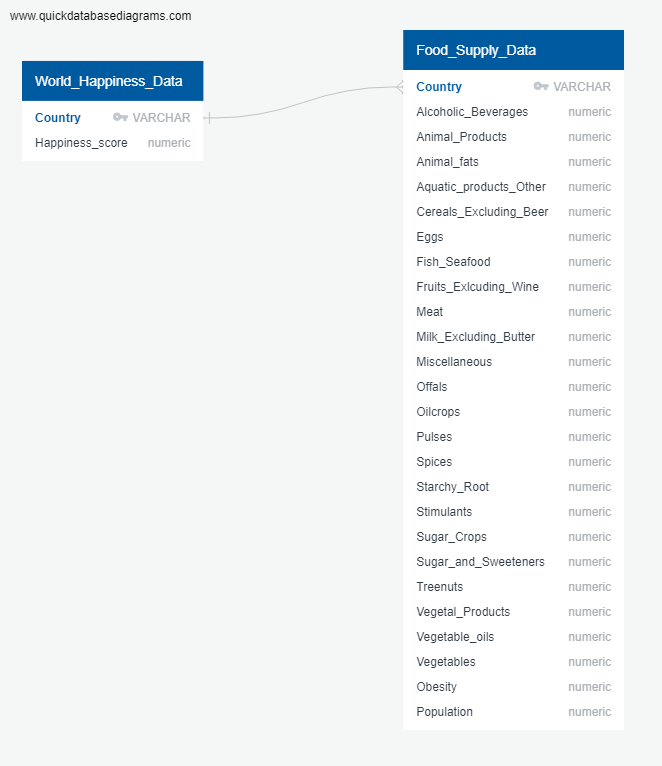 www.quickdatabasediagrams.com
World_Happiness_Data
Country VARCHAR
Happiness_score numeric
Food_Supply_Data
Country VARCHAR
Alcoholic_Beverages numeric
Animal_Products numeric
Animal_fats numeric
Aquatic_products_Other numeric
Cereals_Excluding_Beer numeric
Eggs numeric
Fish_Seafood numeric
Fruits_Exlcuding_Wine numeric
Meat numeric
Milk_Excluding_Butter numeric
Miscellaneous numeric
Offals numeric
Oilcrops numeric
Pulses numeric
Spices numeric
Starchy_Root numeric
Stimulants numeric
Sugar_Crops numeric
Sugar_and_Sweeteners numeric
Treenuts numeric
Vegetal_Products numeric
Vegetable_oils numeric
Vegetables numeric
Obesity numeric
Population numeric